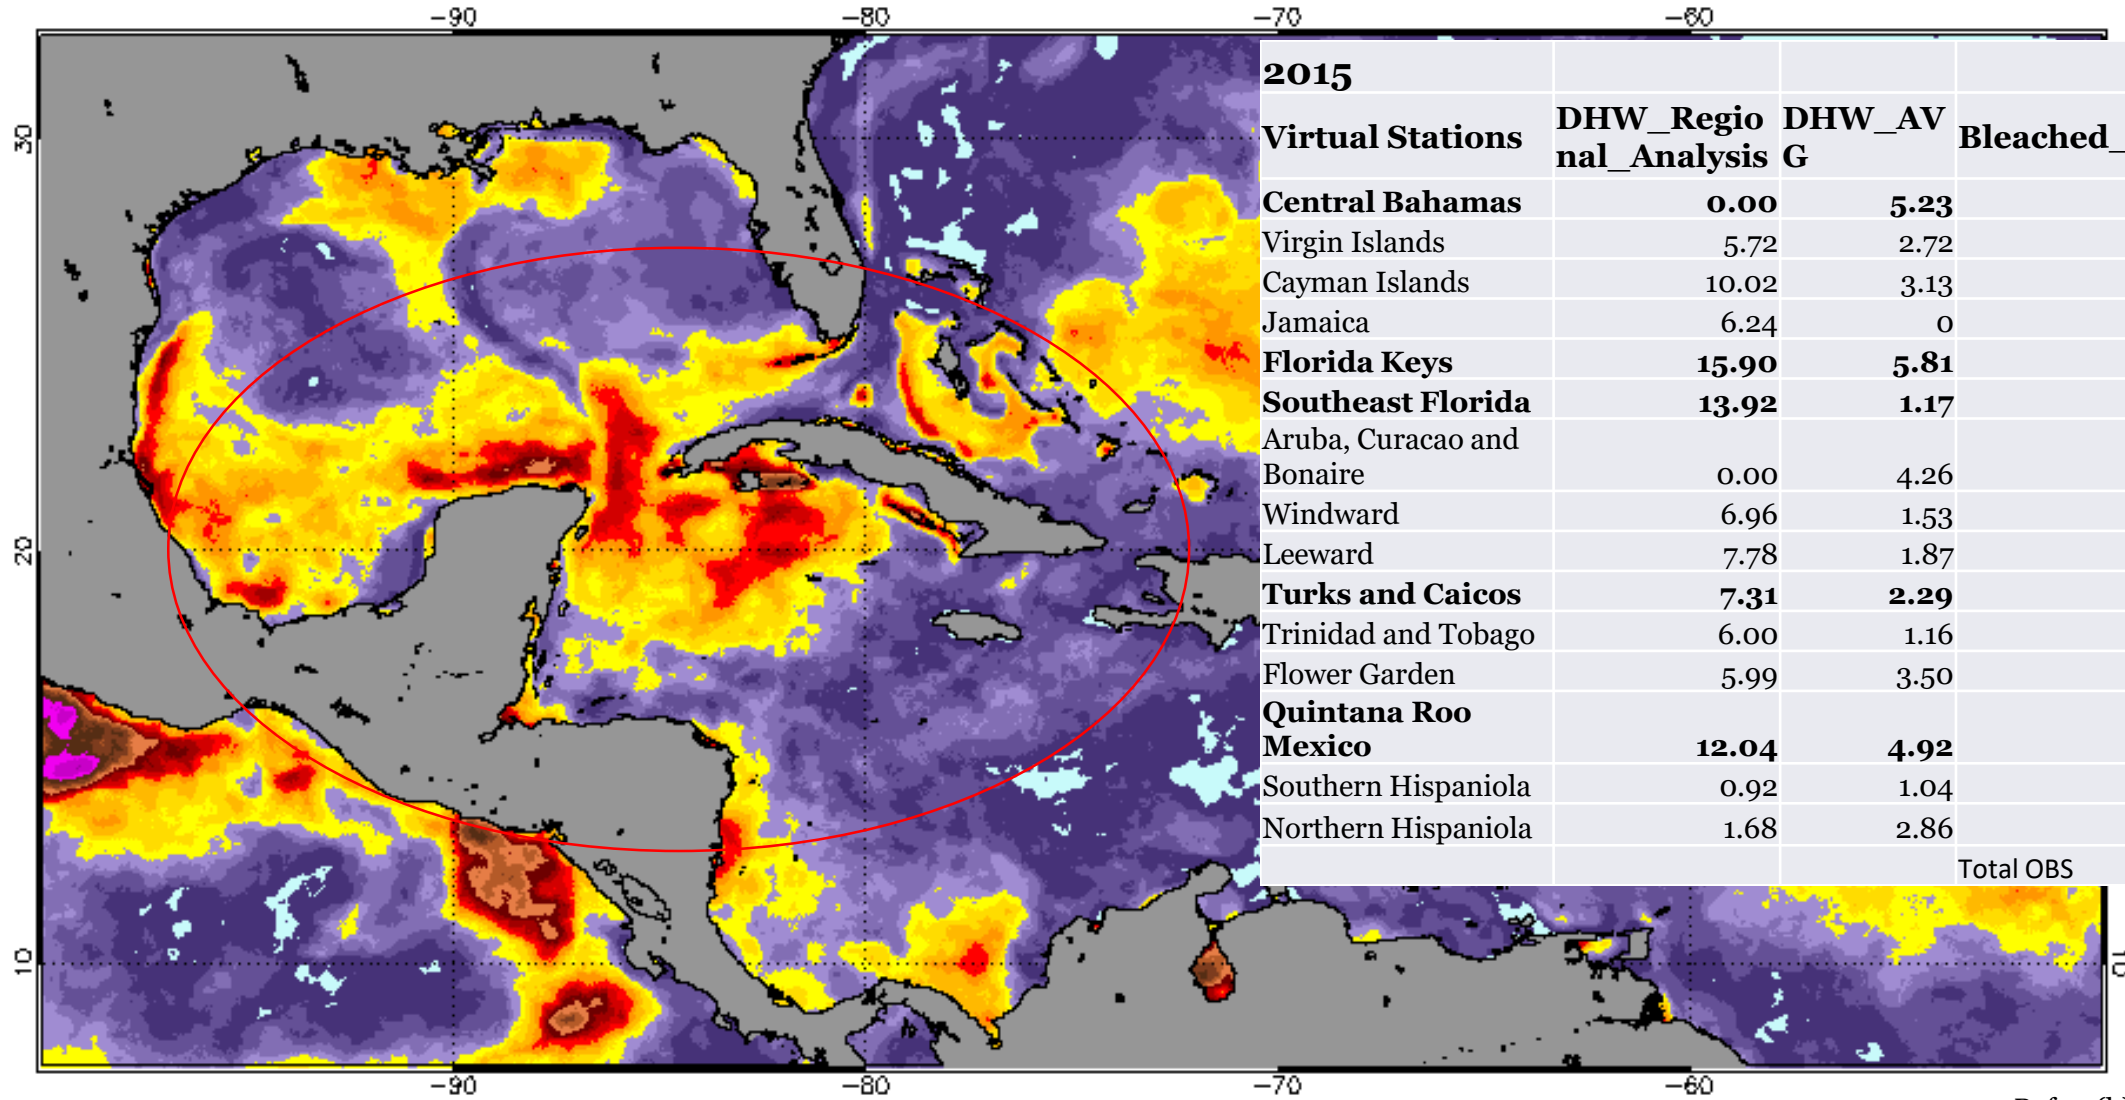 -90 -80 -70 -60
30
20
10
2015
Virtual Stations DHW_Regio DHW_AV Bleached_
nal_Analysis G
Central Bahamas 0.00 5.23
Virgin Islands 5.72 2.72
Cayman Islands 10.02 3.13
Jamaica 6.24 0
Florida Keys 15.90 5.81
Southeast Florida 13.92 1.17
Aruba, Curacao and
Bonaire 0.00 4.26
Windward 6.96 1.53
Leeward 7.78 1.87
Turks and Caicos 7.31 2.29
Trinidad and Tobago 6.00 1.16
Flower Garden 5.99 3.50
Quintana Roo
Mexico 12.04 4.92
Southern Hispaniola 0.92 1.04
Northern Hispaniola 1.68 2.86
Total OBS
-90 -80 -70 -60